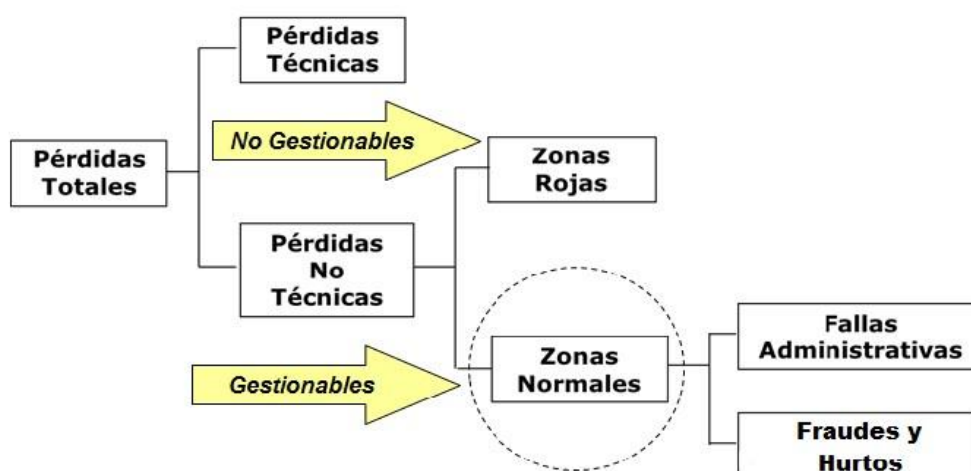 Pérdidas
Técnicas
No Gestionables
Zonas
Rojas
Pérdidas
Totales
Pérdidas
No
Técnicas
Fallas
Administrativas
Zonas
Normales
Gestionables
Fraudes y
Hurtos